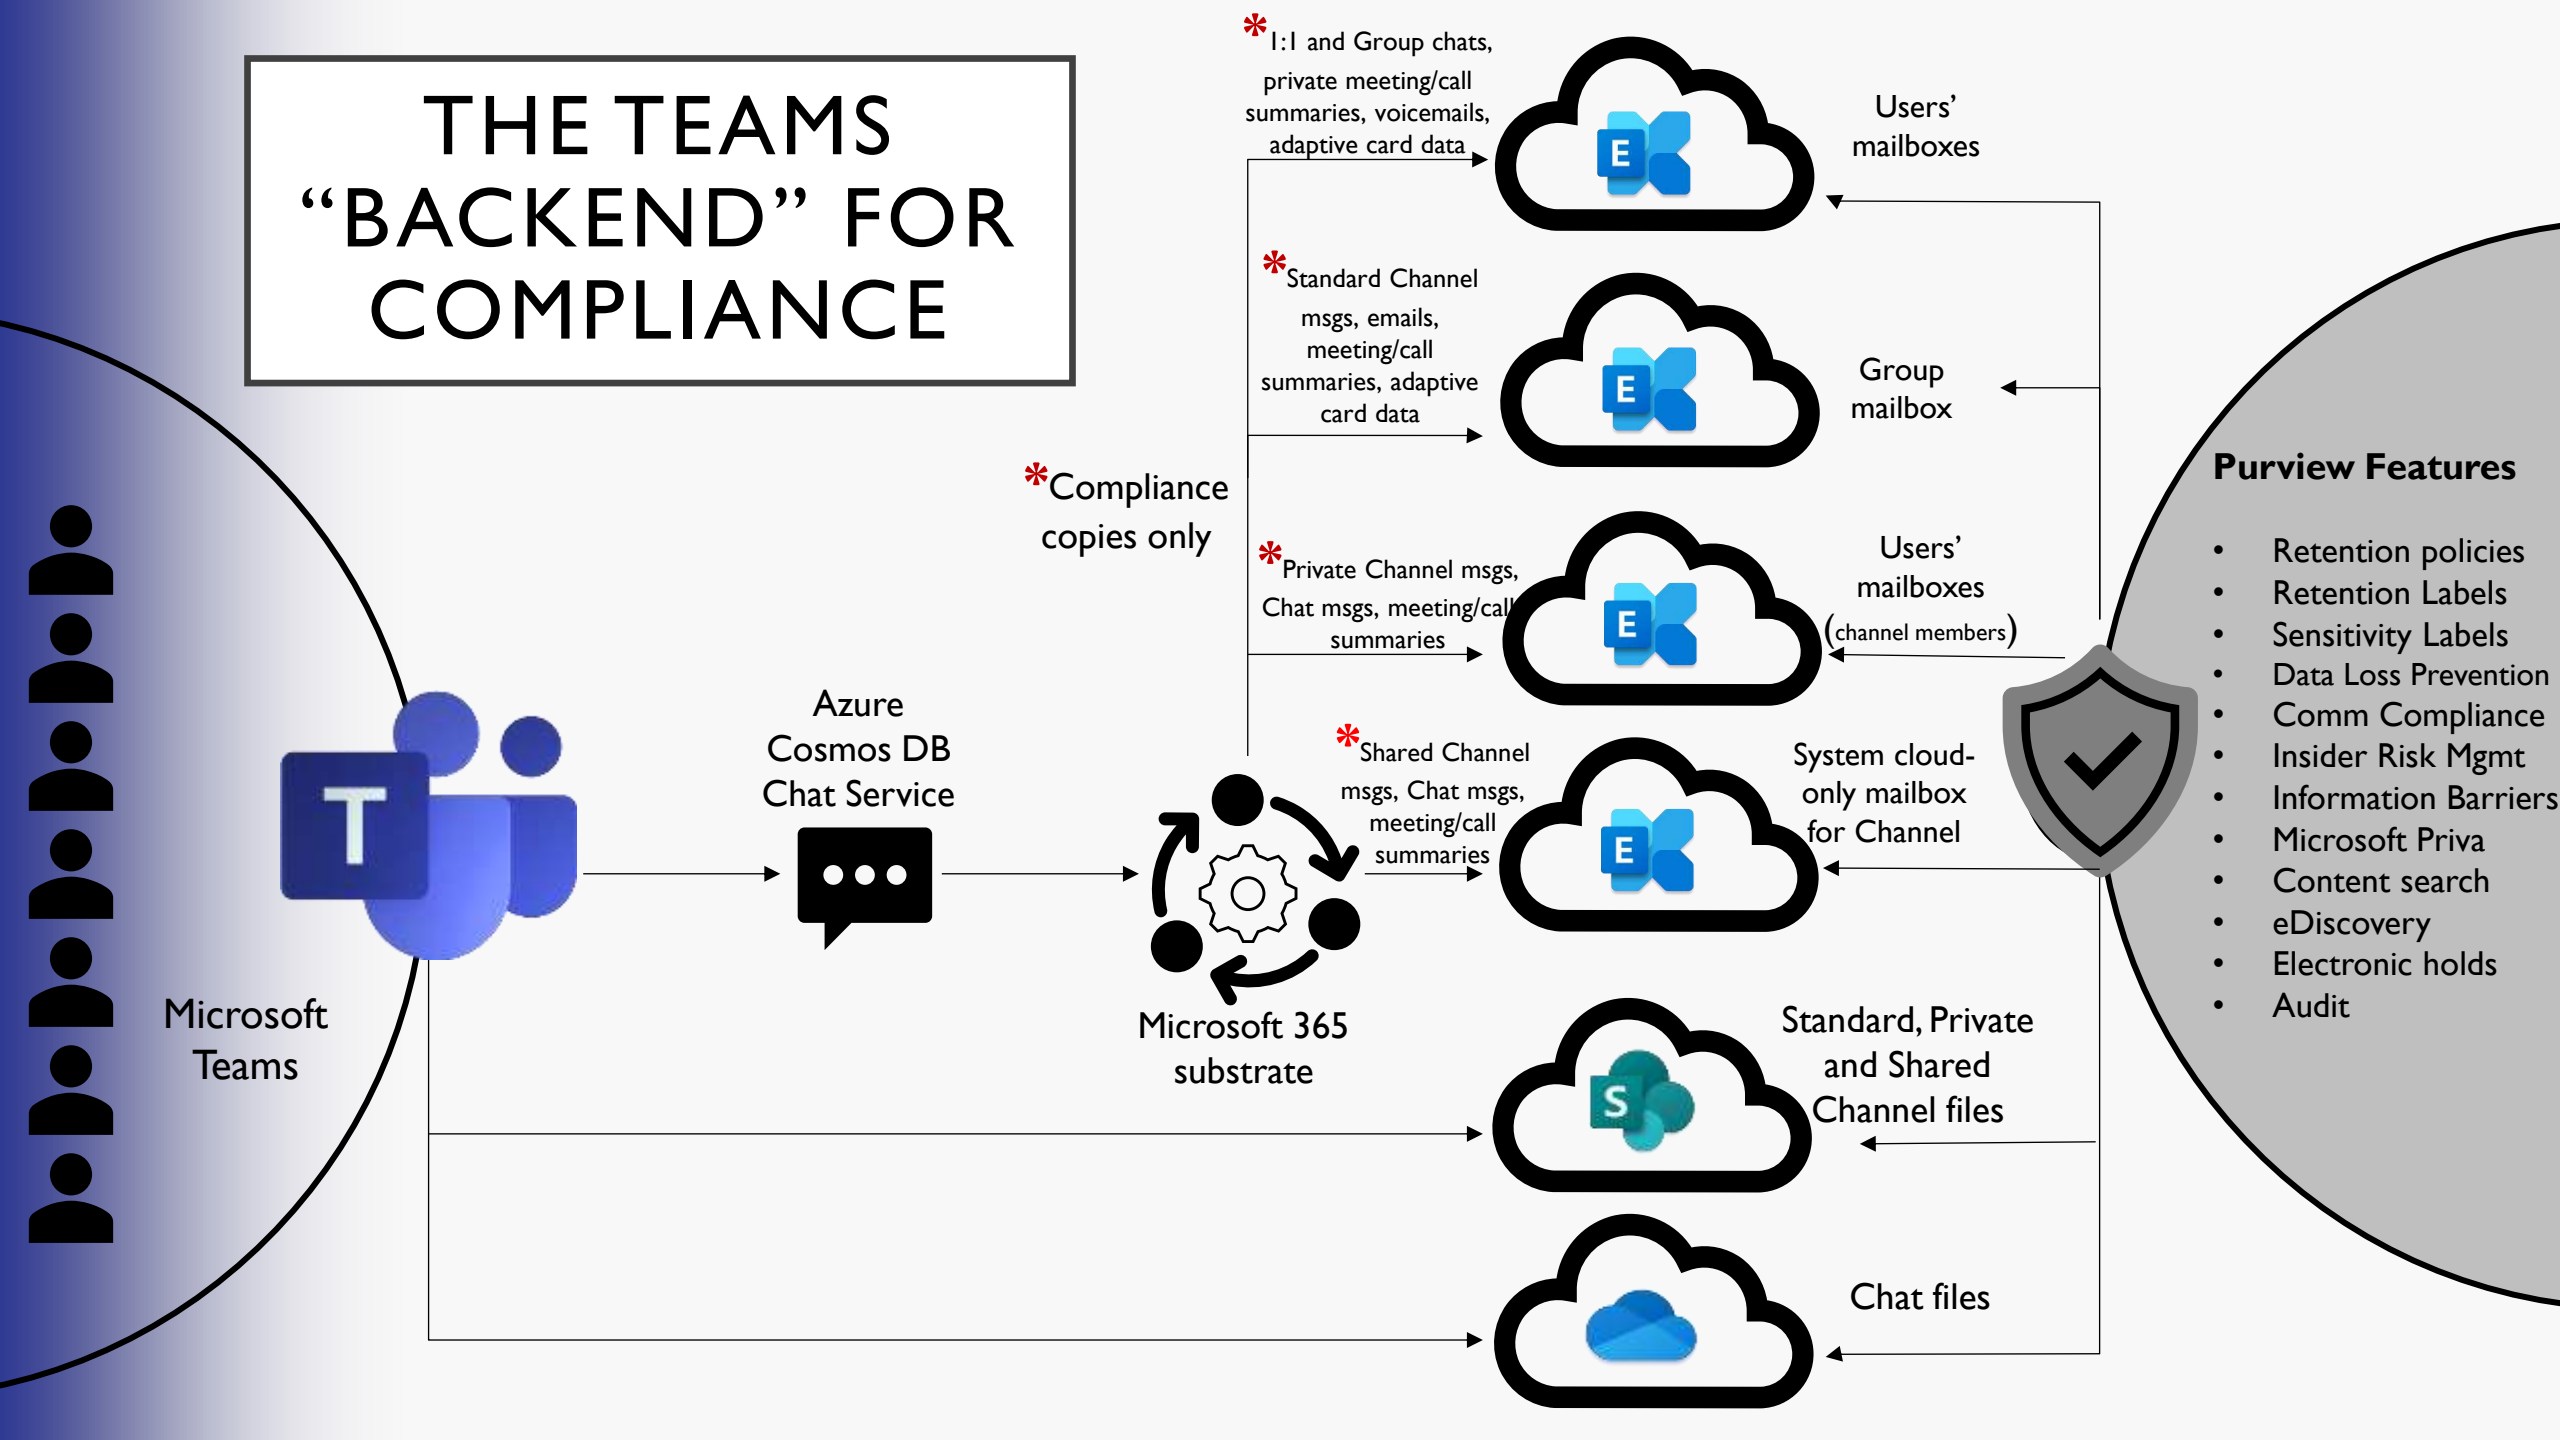 THE TEAMS
“BACKEND” FOR
COMPLIANCE
*1:1 and Group chats,
private meeting/call
summaries, voicemails,
adaptive card data
E
Users’
mailboxes
*Standard Channel
msgs, emails,
meeting/call
summaries, adaptive
card data
E
Group
mailbox
*Compliance
copies only
*Private Channel msgs,
Chat msgs, meeting/call
summaries
E
Users’
mailboxes
(channel members)
*Shared Channel
msgs, Chat msgs,
meeting/call
summaries
E
System cloud-
only mailbox
for Channel
T
Microsoft
Teams
Azure
Cosmos DB
Chat Service
Microsoft 365
substrate
S
Standard, Private
and Shared
Channel files
Chat files
Purview Features
• Retention policies
• Retention Labels
• Sensitivity Labels
• Data Loss Prevention
• Comm Compliance
• Insider Risk Mgmt
• Information Barriers
• Microsoft Priva
• Content search
• eDiscovery
• Electronic holds
• Audit